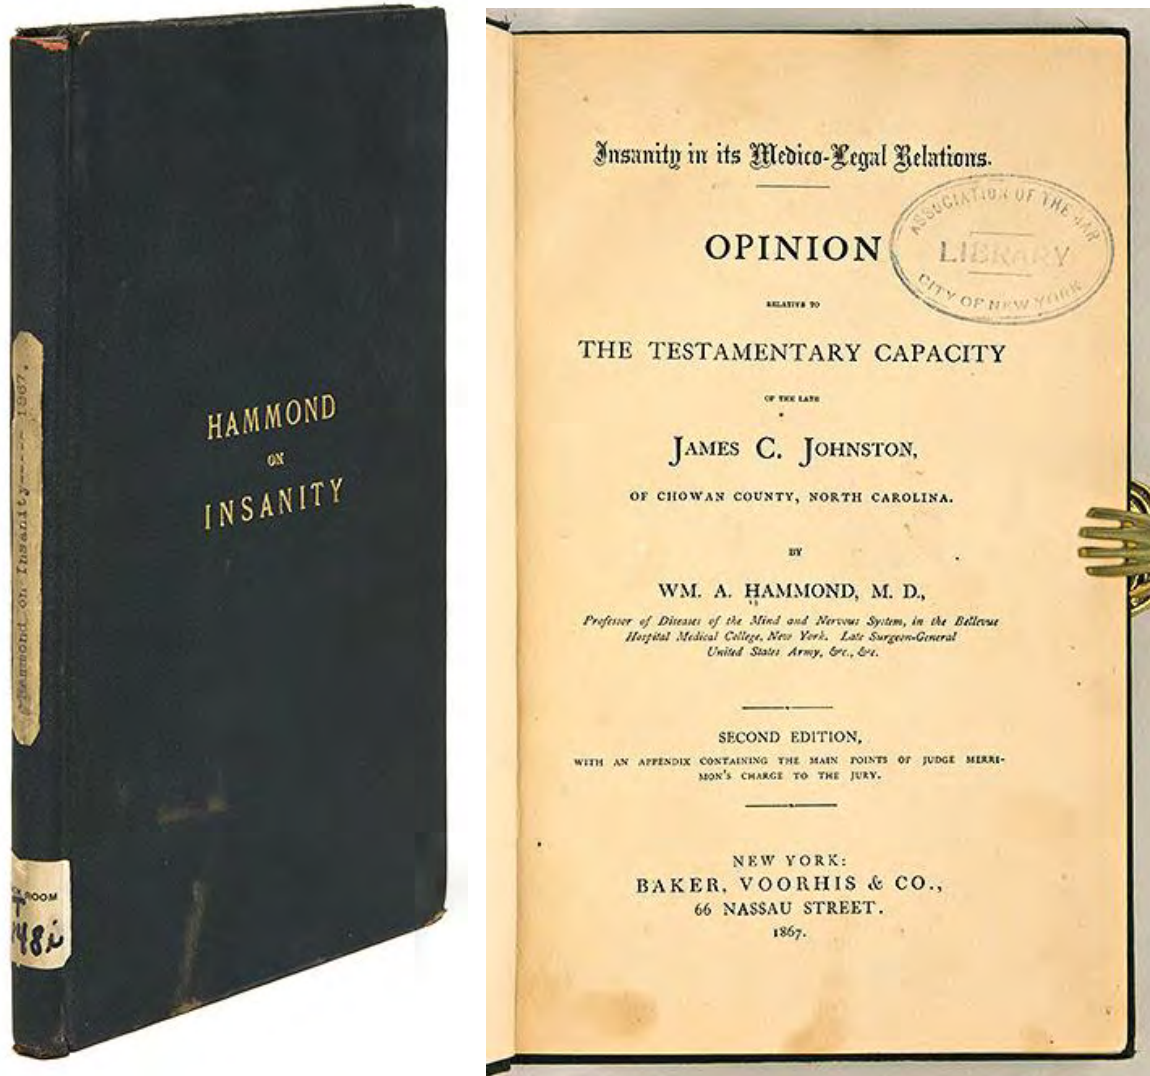 HAMMOND
ON
INSANITY
Hammond on Insanity----- 1867.
ROOM
48i
Insanity in its Medico-Legal Relations.
OPINION
RELATIVE TO
THE TESTAMENTARY CAPACITY
OF THE LATE
JAMES C. JOHNSTON,
OF CHOWAN COUNTY, NORTH CAROLINA.
BY
WM. A. HAMMOND, M. D.,
Professor of Diseases of the Mind and Nervous System, in the Bellevue
Hospital Medical College, New York. Late Surgeon-General
United States Army, &c., &c.
SECOND EDITION,
WITH AN APPENDIX CONTAINING THE MAIN POINTS OF JUDGE MERRI-
MON'S CHARGE TO THE JURY.
NEW YORK:
BAKER, VOORHIS & CO.,
66 NASSAU STREET.
1867.
ASSOCIATION OF THE BAR
LIBRARY
CITY OF NEW YORK